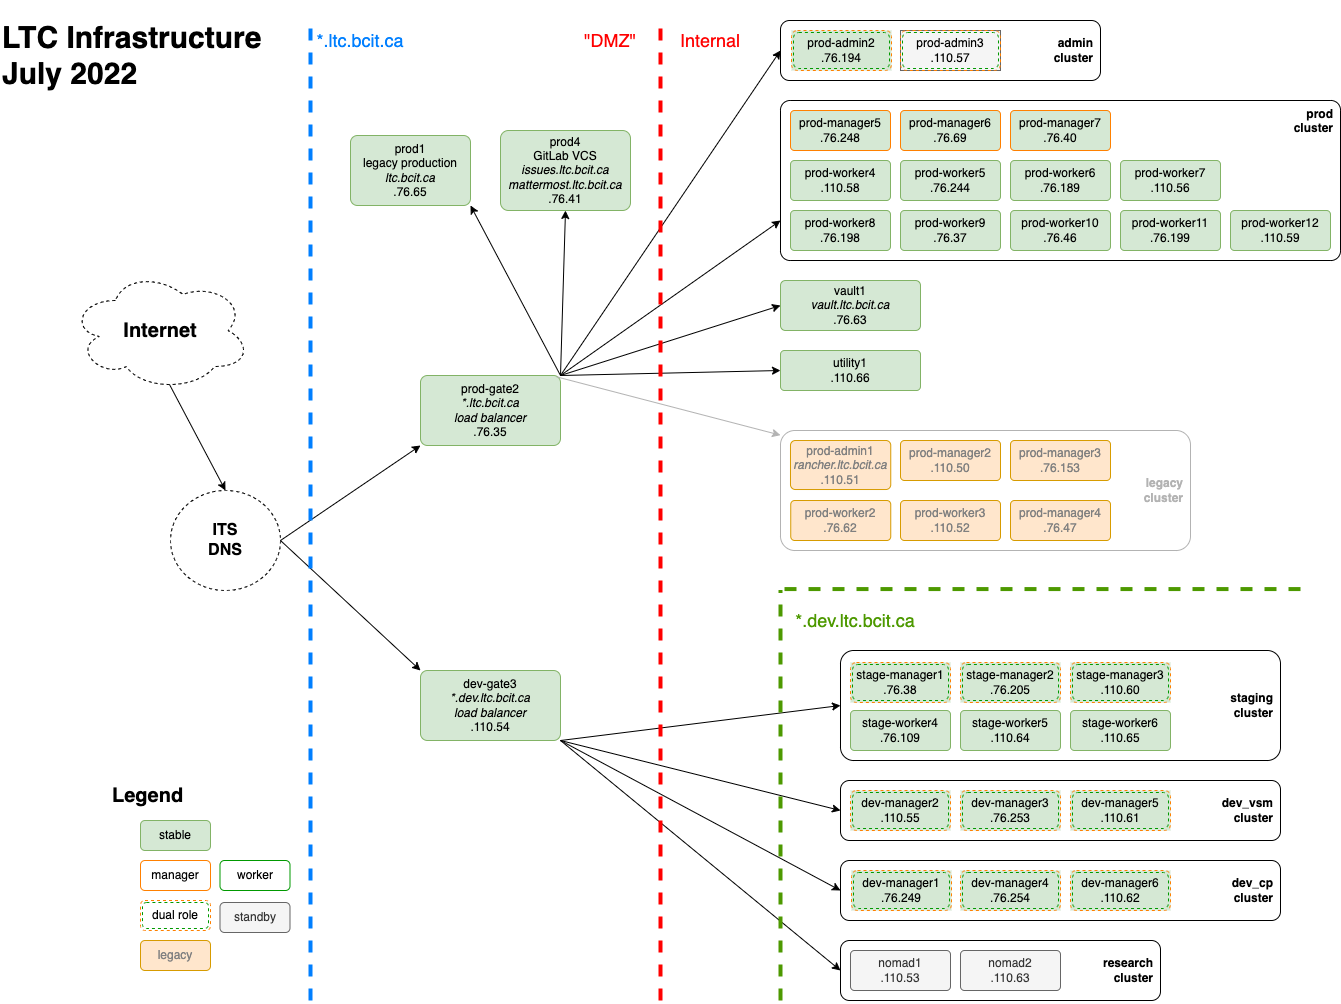 LTC Infrastructure
July 2022
*.ltc.bcit.ca
"DMZ"
Internal
prod-admin2
.76.194
prod-admin3
.110.57
admin
cluster
prod
cluster
prod-manager5
.76.248
prod-manager6
.76.69
prod-manager7
.76.40
prod-worker4
.110.58
prod-worker5
.76.244
prod-worker6
.76.189
prod-worker7
.110.56
prod-worker8
.76.198
prod-worker9
.76.37
prod-worker10
.76.46
prod-worker11
.76.199
prod-worker12
.110.59
prod1
legacy production
ltc.bcit.ca
.76.65
prod4
GitLab VCS
issues.ltc.bcit.ca
mattermost.ltc.bcit.ca
.76.41
vault1
vault.ltc.bcit.ca
.76.63
utility1
.110.66
Internet
prod-gate2
*.ltc.bcit.ca
load balancer
.76.35
prod-admin1
rancher.ltc.bcit.ca
.110.51
prod-manager2
.110.50
prod-manager3
.76.153
legacy
cluster
prod-worker2
.76.62
prod-worker3
.110.52
prod-manager4
.76.47
ITS
DNS
*.dev.ltc.bcit.ca
dev-gate3
*.dev.ltc.bcit.ca
load balancer
.110.54
stage-manager1
.76.38
stage-manager2
.76.205
stage-manager3
.110.60
staging
cluster
stage-worker4
.76.109
stage-worker5
.110.64
stage-worker6
.110.65
dev-manager2
.110.55
dev-manager3
.76.253
dev-manager5
.110.61
dev_vsm
cluster
dev-manager1
.76.249
dev-manager4
.76.254
dev-manager6
.110.62
dev_cp
cluster
nomad1
.110.53
nomad2
.110.63
research
cluster
Legend
stable
manager
worker
dual role
standby
legacy